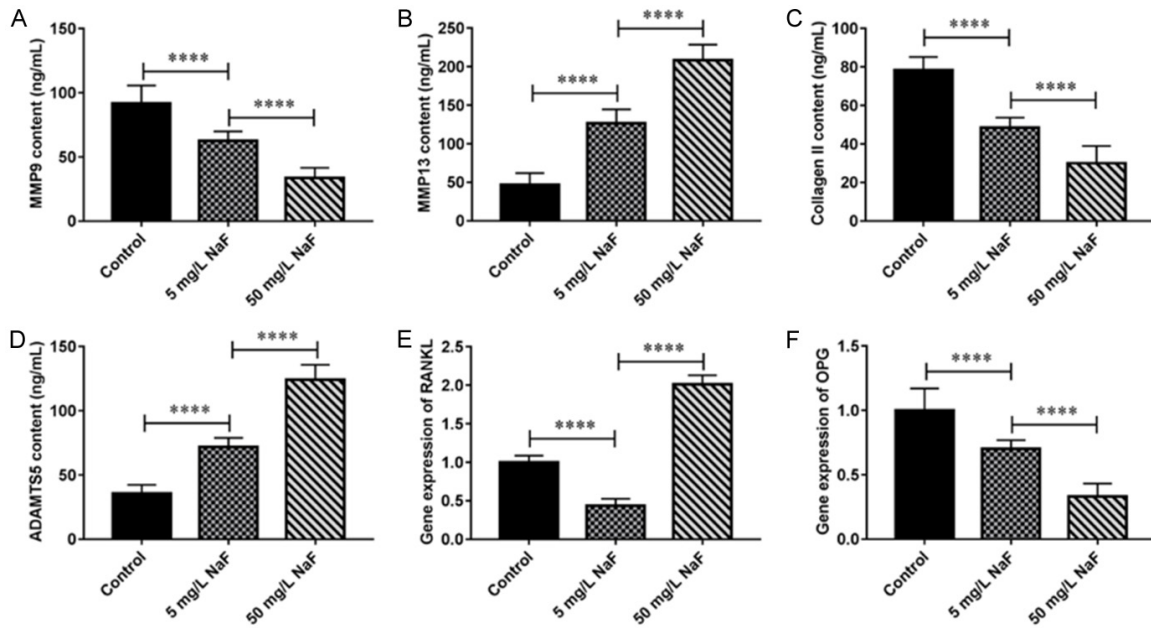 A
MMP9 content (ng/mL)
150
100
50
0
****
****
Control
5 mg/L NaF
50 mg/L NaF
B
MMP13 content (ng/mL)
250
200
150
100
50
0
****
****
Control
5 mg/L NaF
50 mg/L NaF
C
Collagen II content (ng/mL)
100
80
60
40
20
0
****
****
Control
5 mg/L NaF
50 mg/L NaF
D
ADAMTS5 content (ng/mL)
150
100
50
0
****
****
Control
5 mg/L NaF
50 mg/L NaF
E
Gene expression of RANKL
2.5
2.0
1.5
1.0
0.5
0.0
****
****
Control
5 mg/L NaF
50 mg/L NaF
F
Gene expression of OPG
1.5
1.0
0.5
0.0
****
****
Control
5 mg/L NaF
50 mg/L NaF